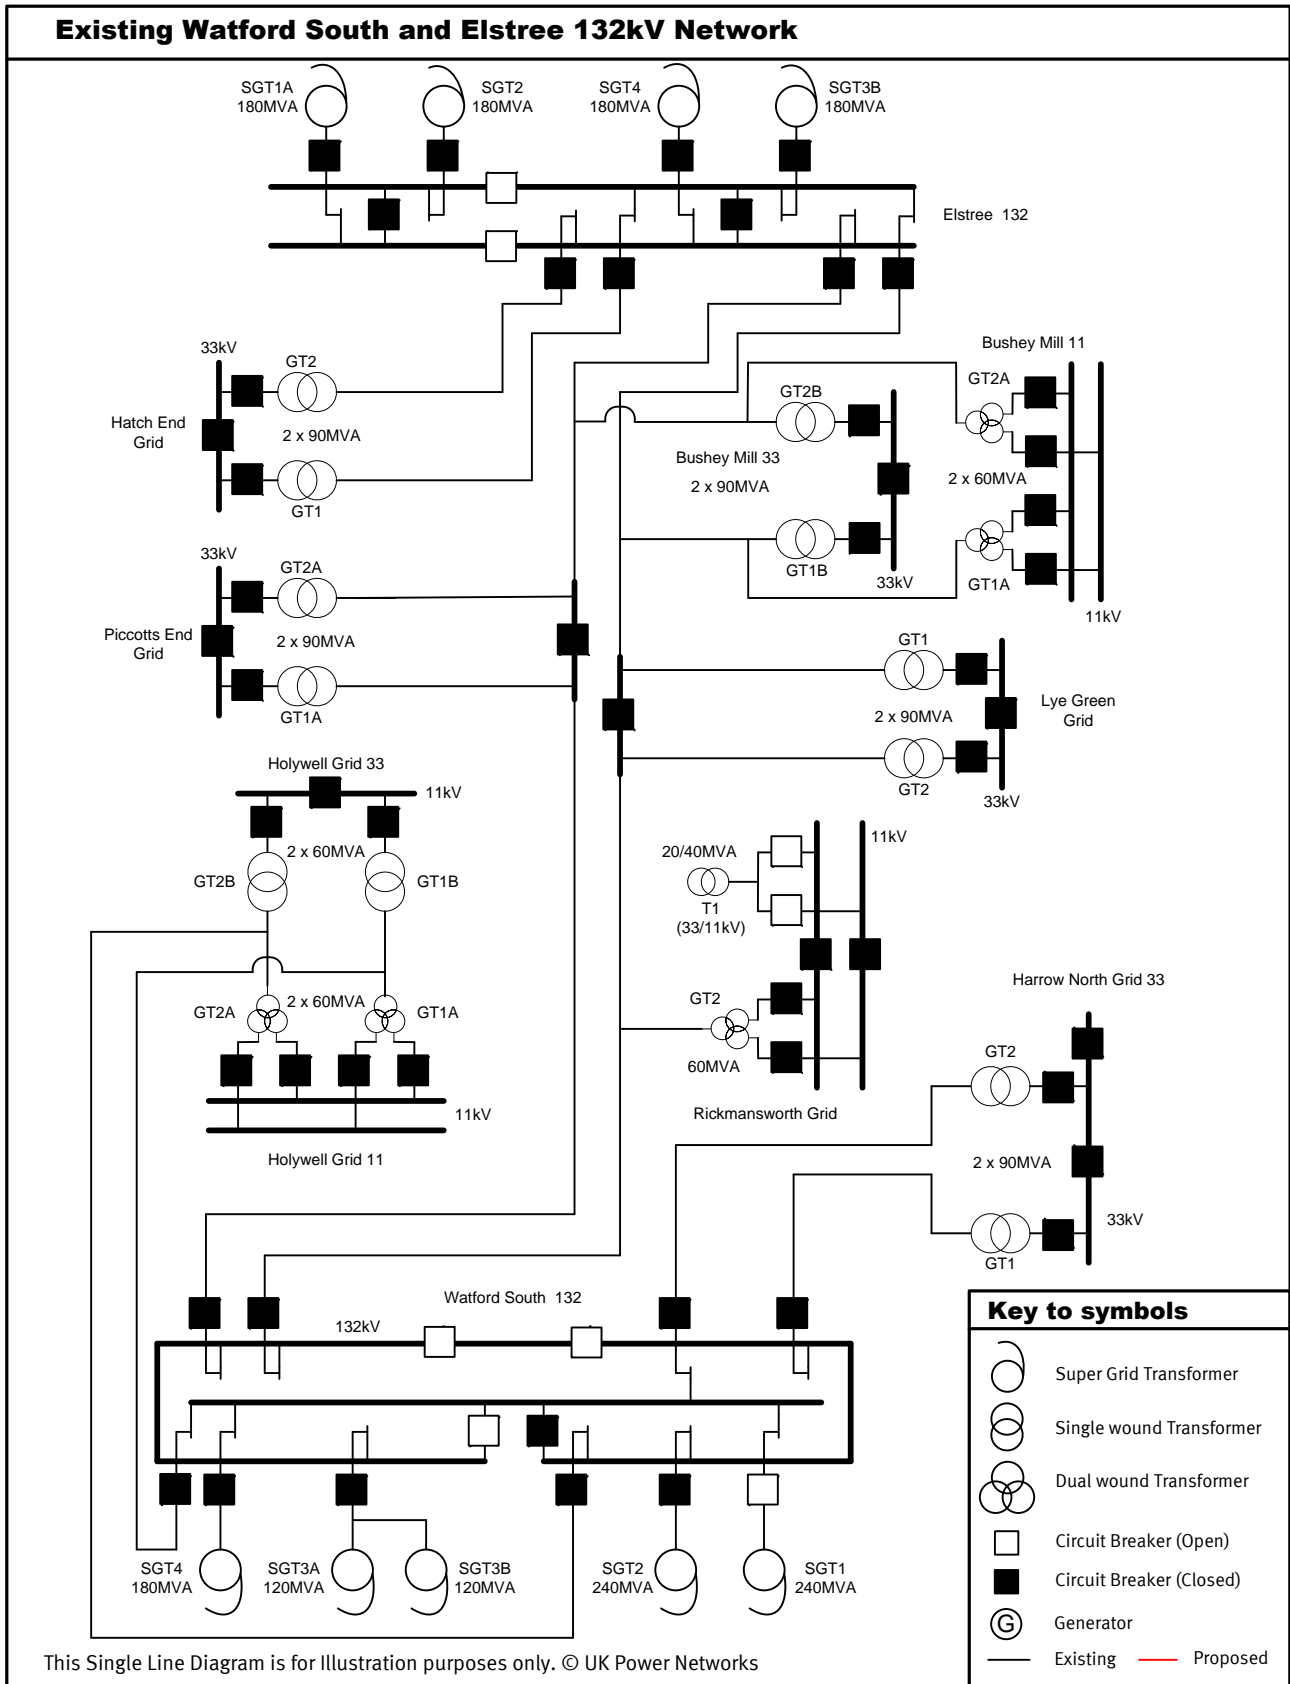 Existing Watford South and Elstree 132kV Network
SGT1A
180MVA
SGT2
180MVA
SGT4
180MVA
SGT3B
180MVA
Elstree 132
33kV
GT2
Hatch End
Grid
2 x 90MVA
GT1
Bushey Mill 11
GT2A
GT2B
Bushey Mill 33
2 x 90MVA
2 x 60MVA
GT1B
33kV
GT1A
11kV
33kV
GT2A
Piccotts End
Grid
2 x 90MVA
GT1A
GT1
2 x 90MVA
Lye Green
Grid
GT2
33kV
Holywell Grid 33
11kV
2 x 60MVA
GT2B
GT1B
2 x 60MVA
GT2A
GT1A
11kV
Holywell Grid 11
11kV
20/40MVA
T1
(33/11kV)
GT2
60MVA
Rickmansworth Grid
Harrow North Grid 33
GT2
2 x 90MVA
33kV
GT1
Watford South 132
132kV
SGT4
180MVA
SGT3A
120MVA
SGT3B
120MVA
SGT2
240MVA
SGT1
240MVA
Key to symbols
Super Grid Transformer
Single wound Transformer
Dual wound Transformer
Circuit Breaker (Open)
Circuit Breaker (Closed)
G Generator
Existing Proposed
This Single Line Diagram is for Illustration purposes only. © UK Power Networks